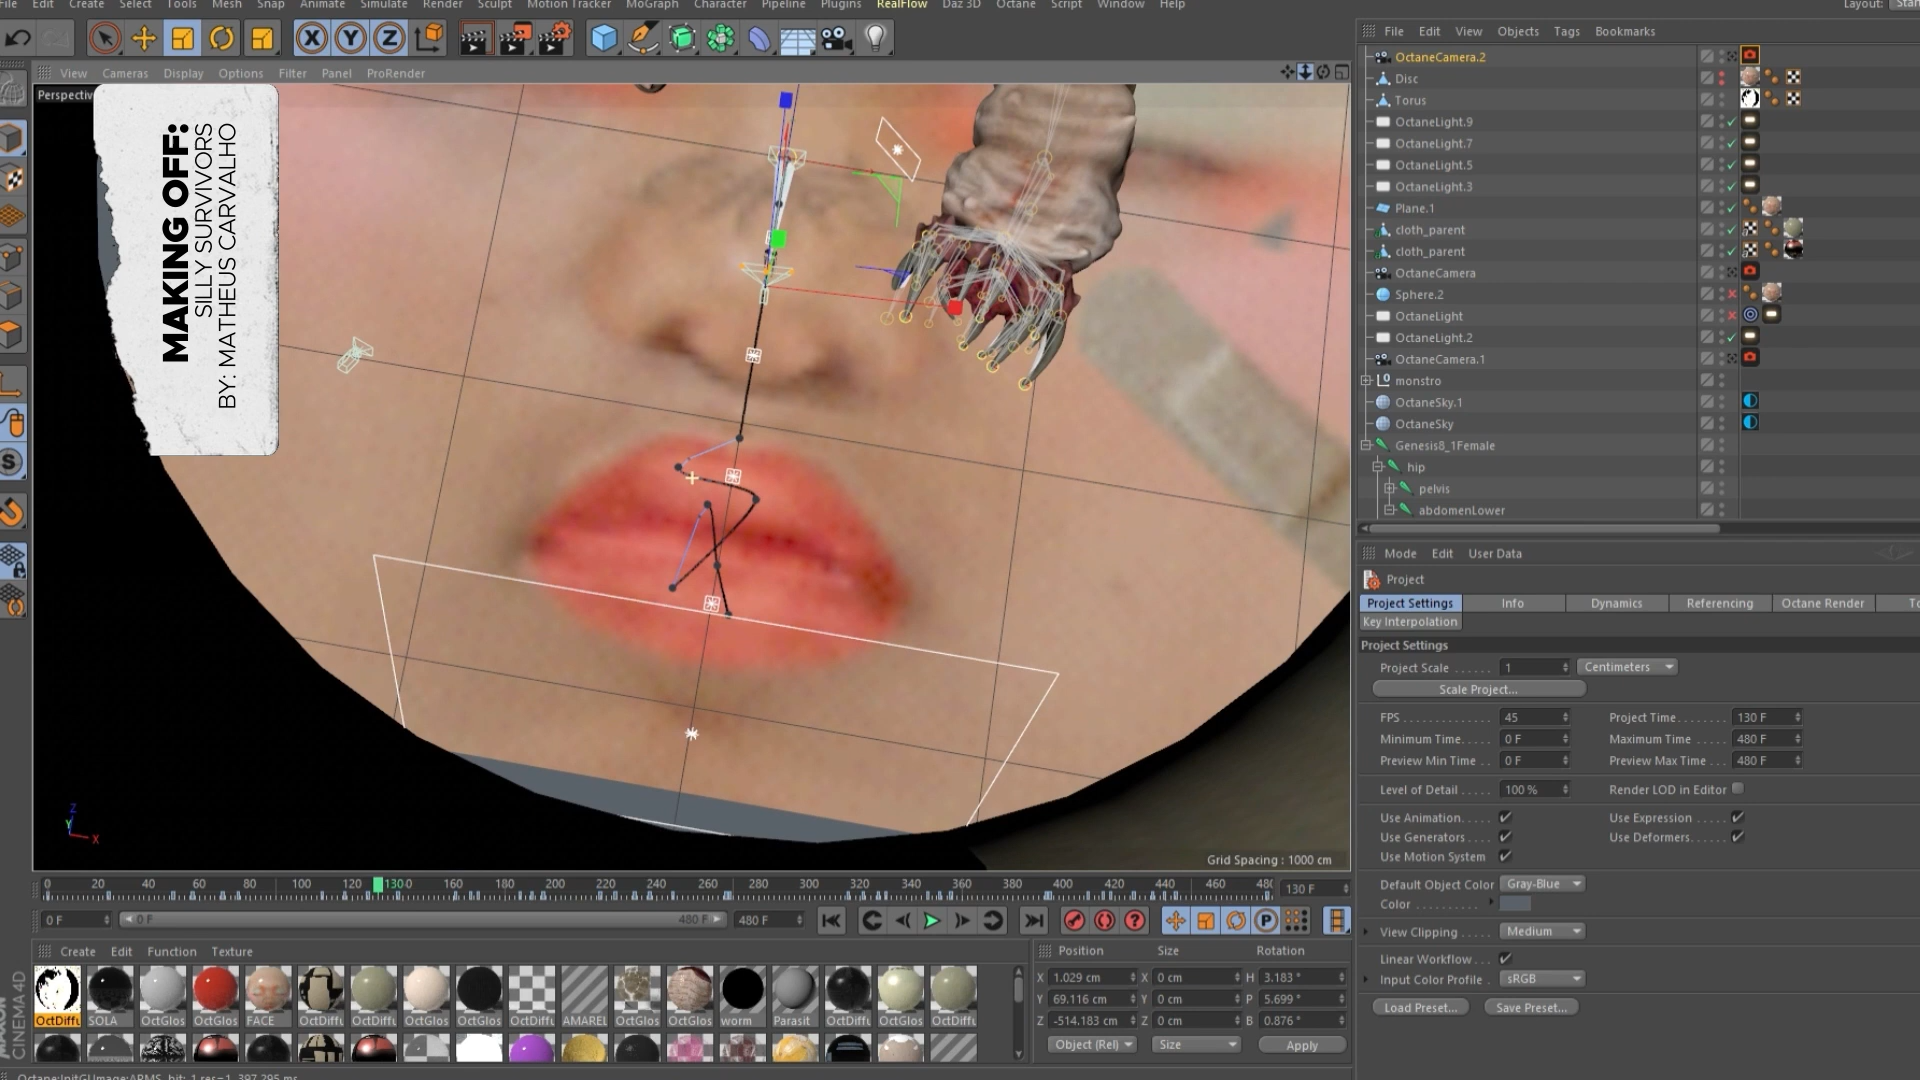 File Edit Create Select Tools Mesh Snap Animate Simulate Render Sculpt Motion Tracker MoGraph Character Pipeline Plugins RealFlow Daz 3D Octane Script Window Help
Layout:
X Y Z
File Edit View Objects Tags Bookmarks
View Cameras Display Options Filter Panel ProRender
Perspectiv
MAKING OFF:
SILLY SURVIVORS
BY: MATHEUS CARVALHO
OctaneCamera.2
Disc
Torus
OctaneLight.9
OctaneLight.7
OctaneLight.5
OctaneLight.3
Plane.1
cloth_parent
cloth_parent
OctaneCamera
Sphere.2
OctaneLight
OctaneLight.2
OctaneCamera.1
monstro
OctaneSky.1
OctaneSky
Genesis8_1Female
hip
pelvis
abdomenLower
Mode Edit User Data
Project
Project Settings Info Dynamics Referencing Octane Render To
Key Interpolation
Project Settings
Project Scale ...... 1 Centimeters
Scale Project...
FPS 45 Project Time 130 F
Minimum Time 0 F Maximum Time 480 F
Preview Min Time 0 F Preview Max Time 480 F
Level of Detail 100 % Render LOD in Editor
Use Animation Use Expression
Use Generators Use Deformers
Use Motion System
Default Object Color Gray-Blue
Color
View Clipping Medium
Linear Workflow
Input Color Profile sRGB
Load Preset... Save Preset...
Z
Y
X
Grid Spacing : 1000 cm
0 20 40 60 80 100 120 130 160 180 200 220 240 260 280 300 320 340 360 380 400 420 440 460 130 F
0 F 0 F 480 F 480 F
P
Create Edit Function Texture
OctDiffu SOLA OctGlos OctGlos FACE OctDiffu OctDiffu OctGlos OctGlos OctDiffu AMAREL OctGlos OctGlos worm Parasit OctDiffu OctGlos OctDiffu
MAXON
CINEMA 4D
Position Size Rotation
X 1.029 cm X 0 cm H 3.183 °
Y 69.116 cm Y 0 cm P 5.699 °
Z -514.183 cm Z 0 cm B 0.876 °
Object (Rel) Size Apply